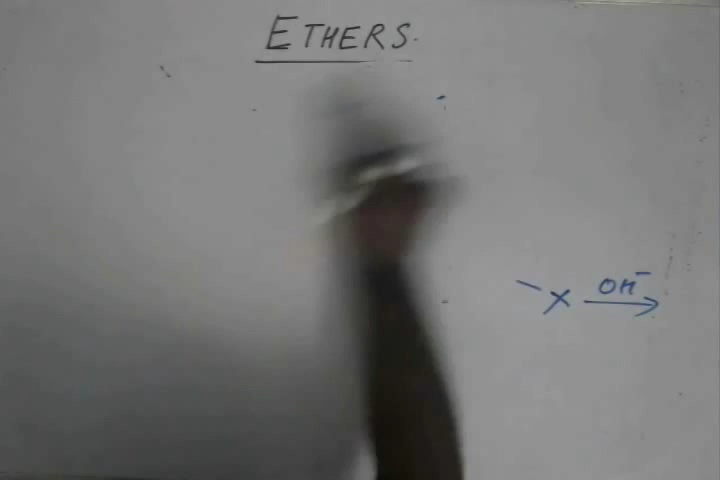 ETHERS.
-X OH⁻ →